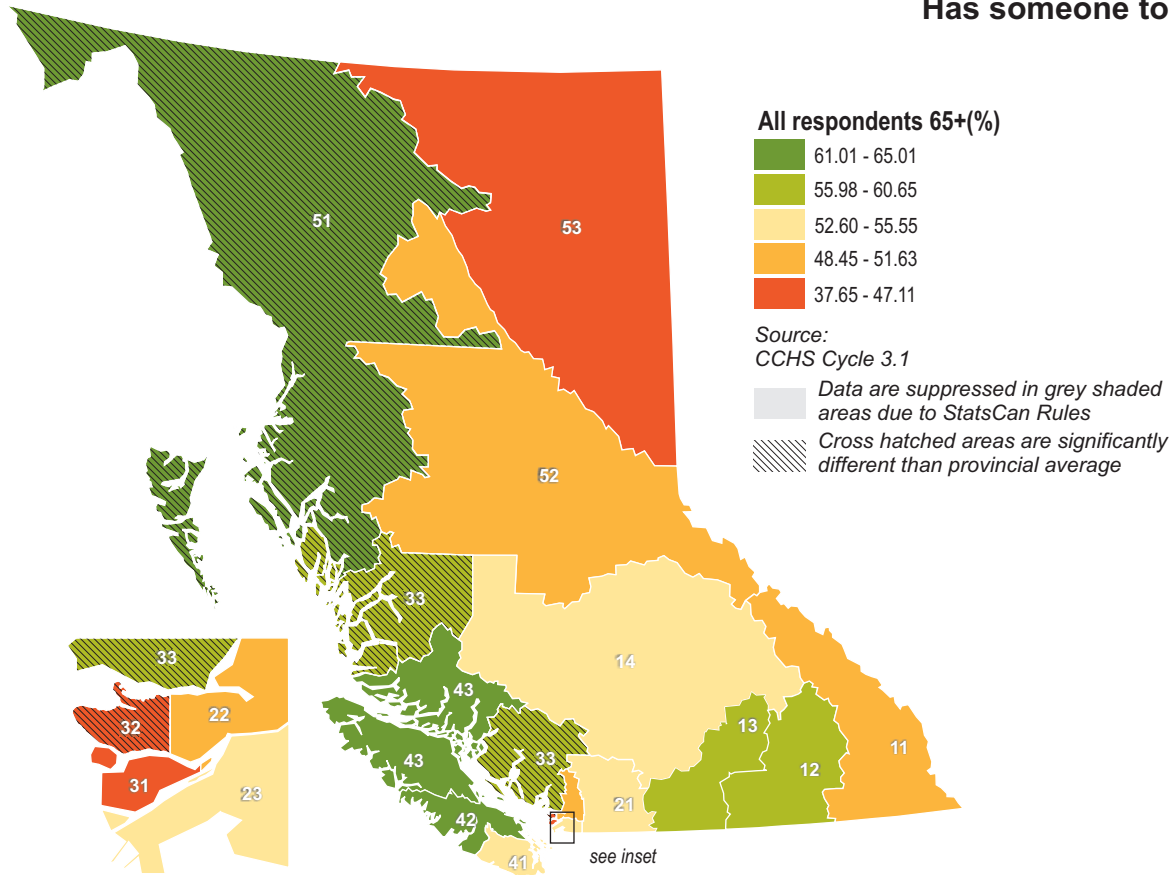 Has someone to
All respondents 65+(%)
61.01 - 65.01
55.98 - 60.65
52.60 - 55.55
48.45 - 51.63
37.65 - 47.11
Source:
CCHS Cycle 3.1
Data are suppressed in grey shaded
areas due to StatsCan Rules
Cross hatched areas are significantly
different than provincial average
51
53
52
33
14
43
13
33
43
12
11
21
42
41
see inset
33
22
32
31
23